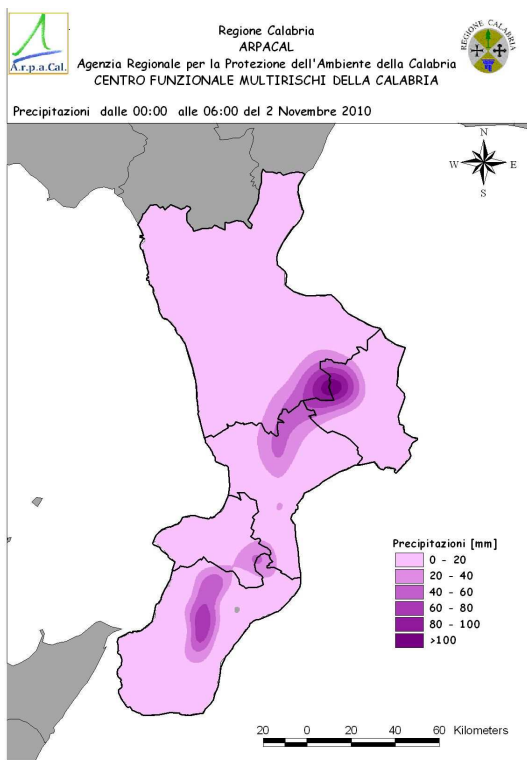 A.r.p.a.Cal.
Regione Calabria
ARPACAL
Agenzia Regionale per la Protezione dell'Ambiente della Calabria
CENTRO FUNZIONALE MULTIRISCHI DELLA CALABRIA
REGIONE CALABRIA
Precipitazioni dalle 00:00 alle 06:00 del 2 Novembre 2010
N
W E
S
Precipitazioni [mm]
0 - 20
20 - 40
40 - 60
60 - 80
80 - 100
>100
20 0 20 40 60 Kilometers